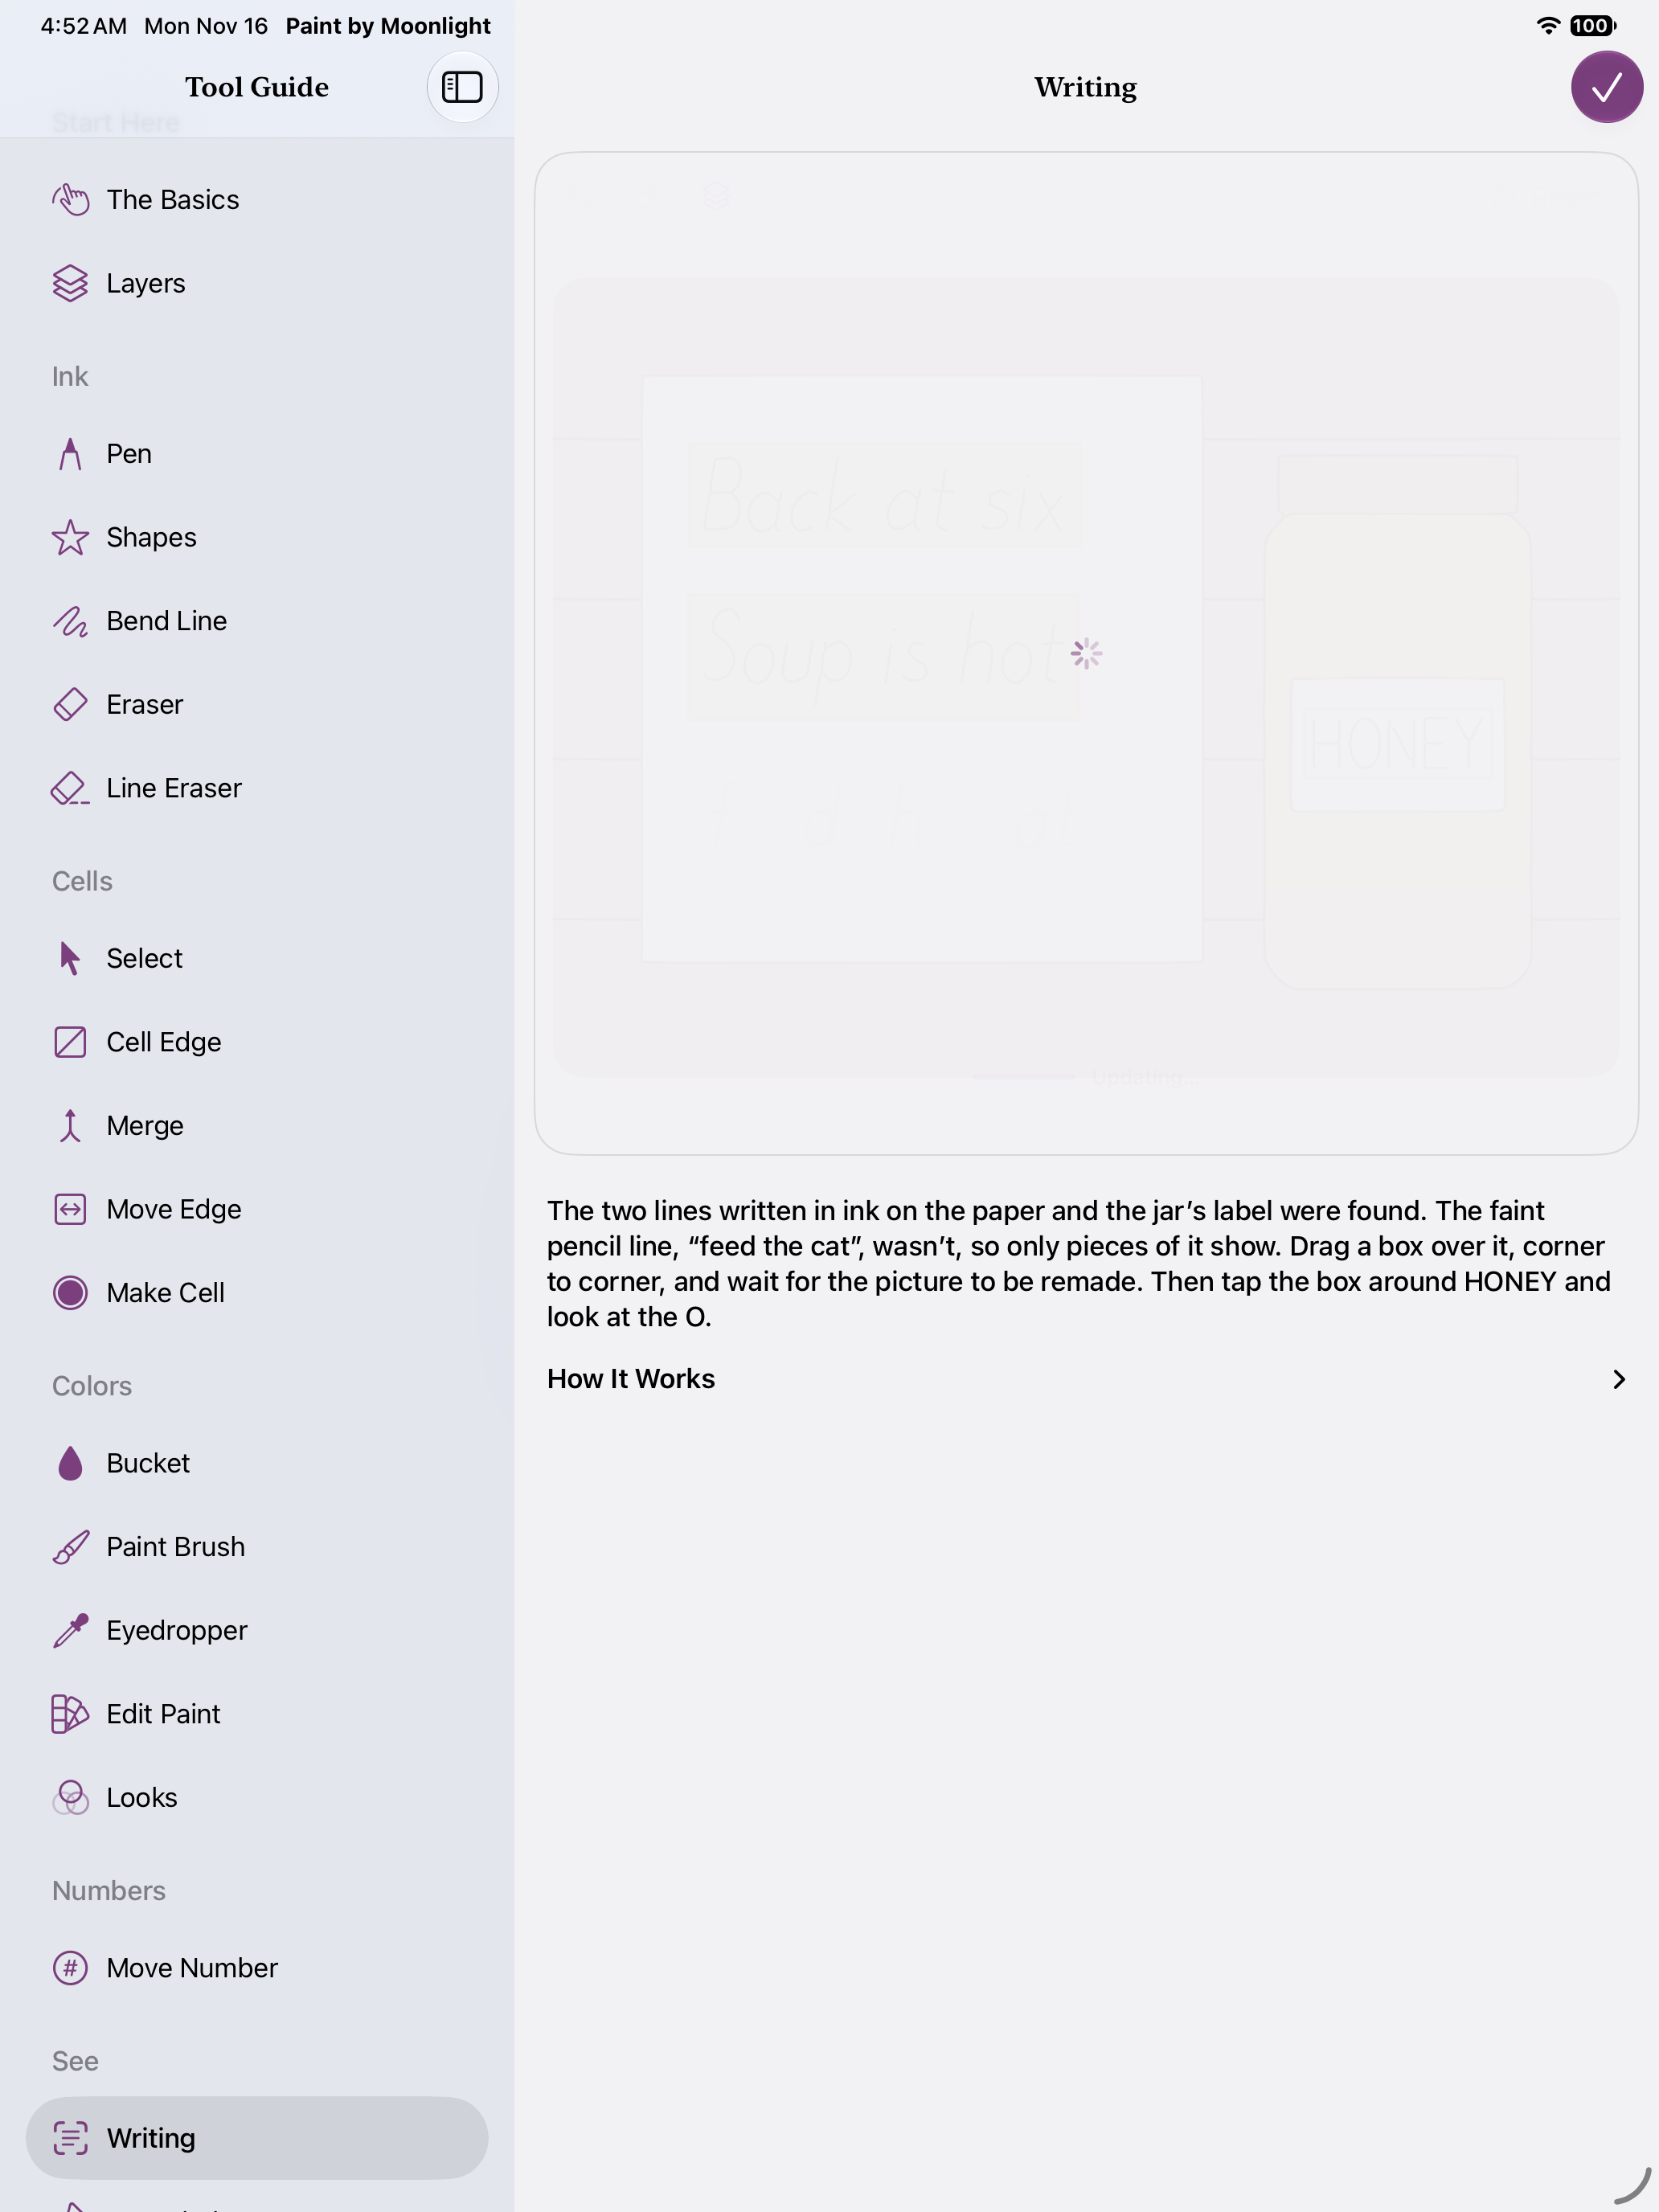 4:52 AM Mon Nov 16 Paint by Moonlight
100
Tool Guide
Writing
Start Here
The Basics
Layers
Ink
Pen
Shapes
Bend Line
Eraser
Line Eraser
Cells
Select
Cell Edge
Merge
Move Edge
Make Cell
Colors
Bucket
Paint Brush
Eyedropper
Edit Paint
Looks
Numbers
# Move Number
See
Writing
Back at six
Soup is hot
HONEY
Updating...
The two lines written in ink on the paper and the jar’s label were found. The faint
pencil line, “feed the cat”, wasn’t, so only pieces of it show. Drag a box over it, corner
to corner, and wait for the picture to be remade. Then tap the box around HONEY and
look at the O.
How It Works